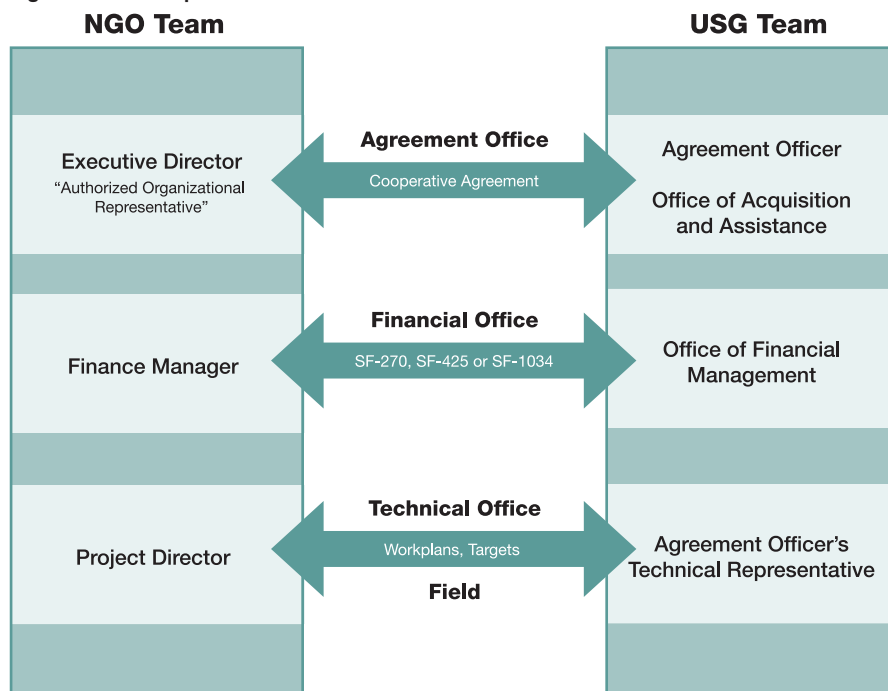 NGO Team
USG Team
Executive Director
“Authorized Organizational
Representative”
Agreement Office
Cooperative Agreement
Agreement Officer
Office of Acquisition
and Assistance
Finance Manager
Financial Office
SF-270, SF-425 or SF-1034
Office of Financial
Management
Project Director
Technical Office
Workplans, Targets
Field
Agreement Officer’s
Technical Representative